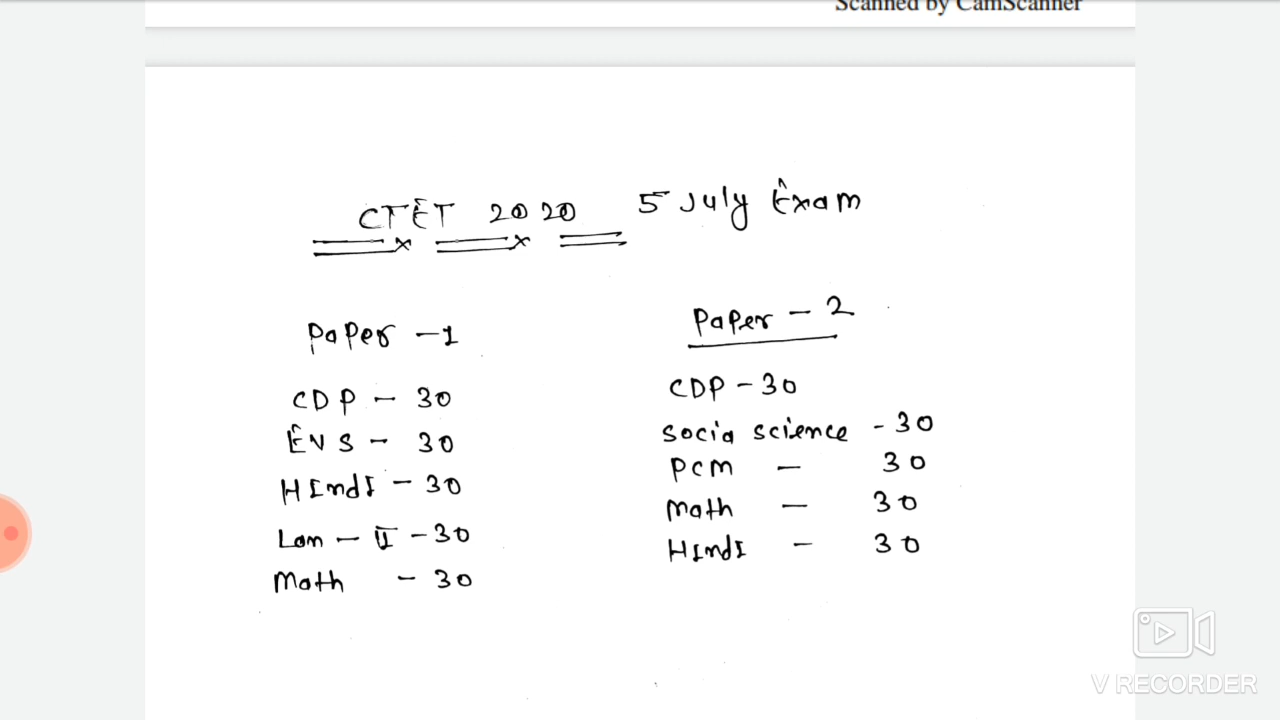 Scanned by CamScanner
CTET 2020 5 July Exam
Paper - 1
CDP - 30
EVS - 30
HIndI - 30
Lan - II - 30
Math - 30
Paper - 2
CDP - 30
Socia science - 30
PCM - 30
Math - 30
HIndI - 30
V RECORDER